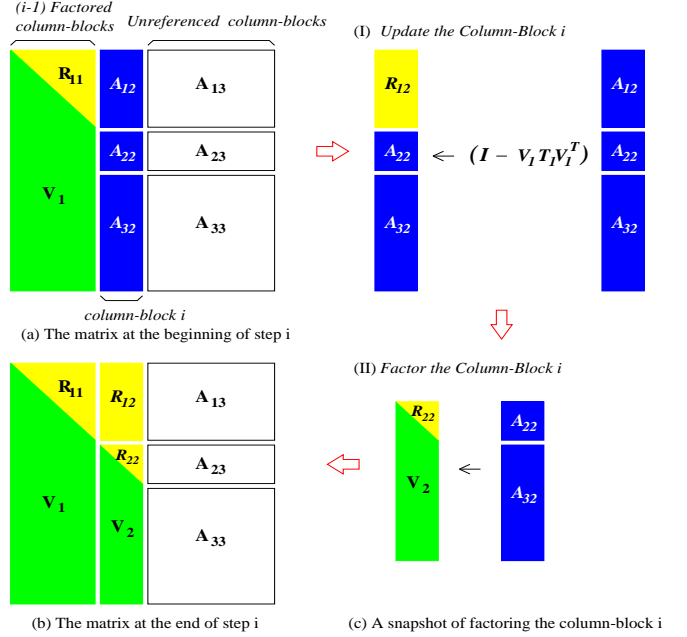 (i-1) Factored
column-blocks
Unreferenced column-blocks
R11
A12
A13
A22
A23
V1
A32
A33
column-block i
(a) The matrix at the beginning of step i
(I) Update the Column-Block i
R12
A12
A22 ← (I − V1 T1 V1^T) A22
A32
A32
(II) Factor the Column-Block i
R22
A22
V2 ←
A32
R11
R12
A13
R22
A23
V1
V2
A33
(b) The matrix at the end of step i
(c) A snapshot of factoring the column-block i